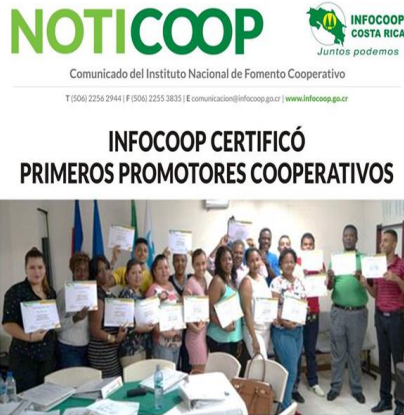 NOTICOOP
INFOCOOP
COSTA RICA
Juntos podemos
Comunicado del Instituto Nacional de Fomento Cooperativo
T (506) 2256 2944 | F (506) 2255 3835 | E comunicacion@infocoop.go.cr | www.infocoop.go.cr
INFOCOOP CERTIFICÓ
PRIMEROS PROMOTORES COOPERATIVOS